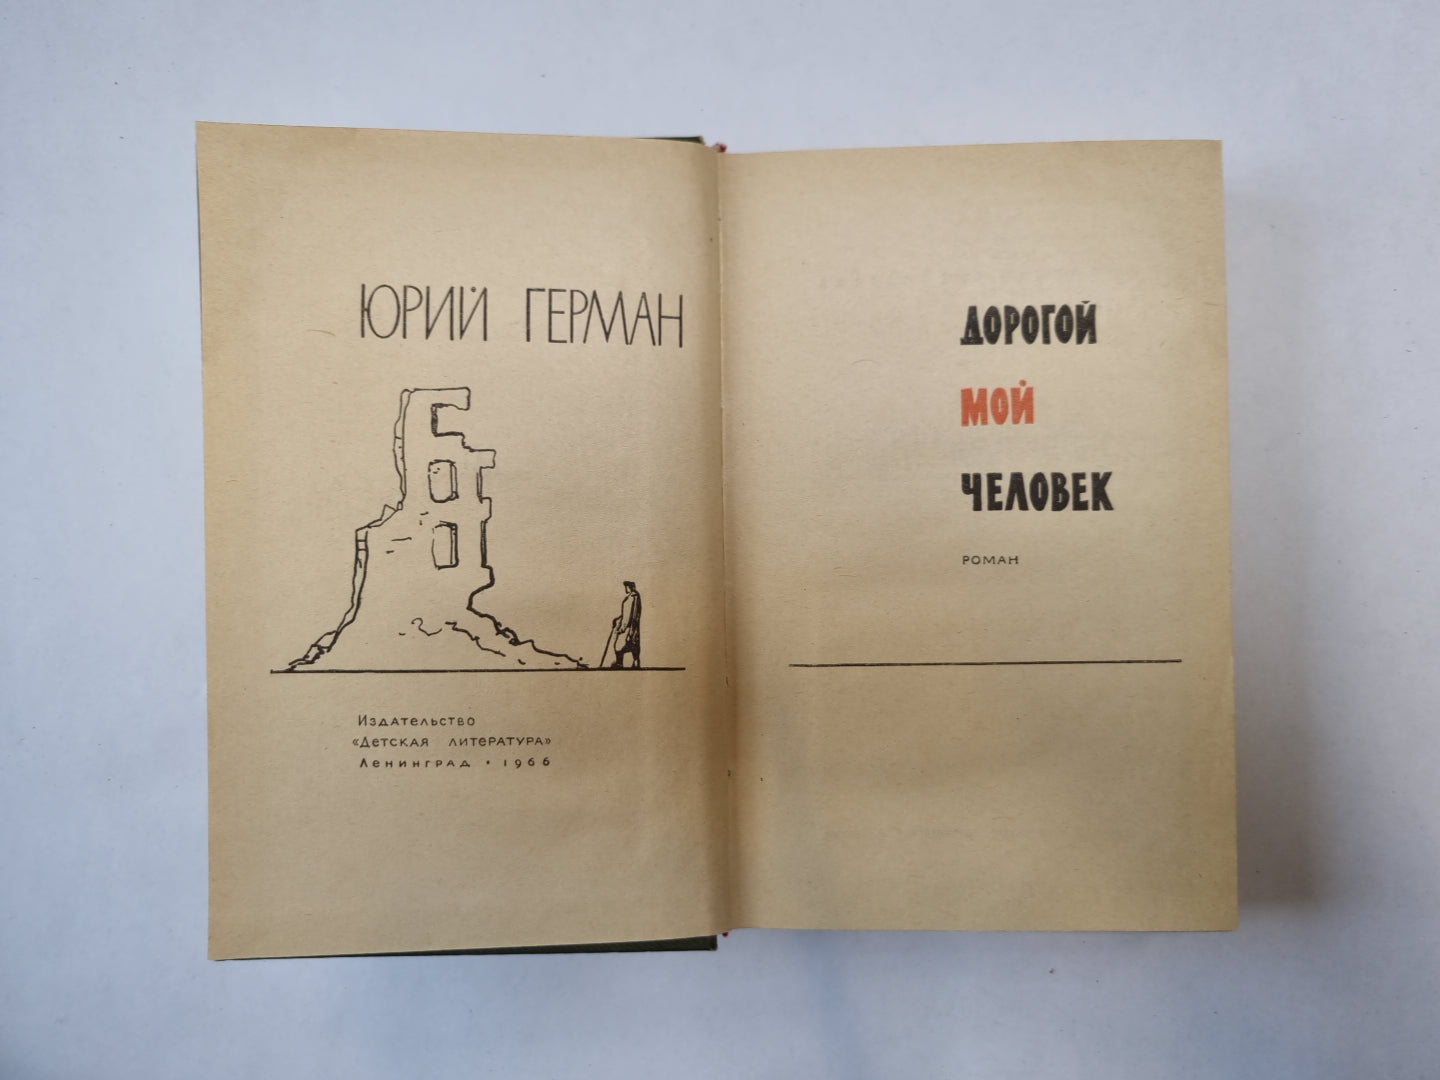 ЮРИЙ ГЕРМАН
Издательство
«Детская литература»
Ленинград • 1966
ДОРОГОЙ
МОЙ
ЧЕЛОВЕК
РОМАН